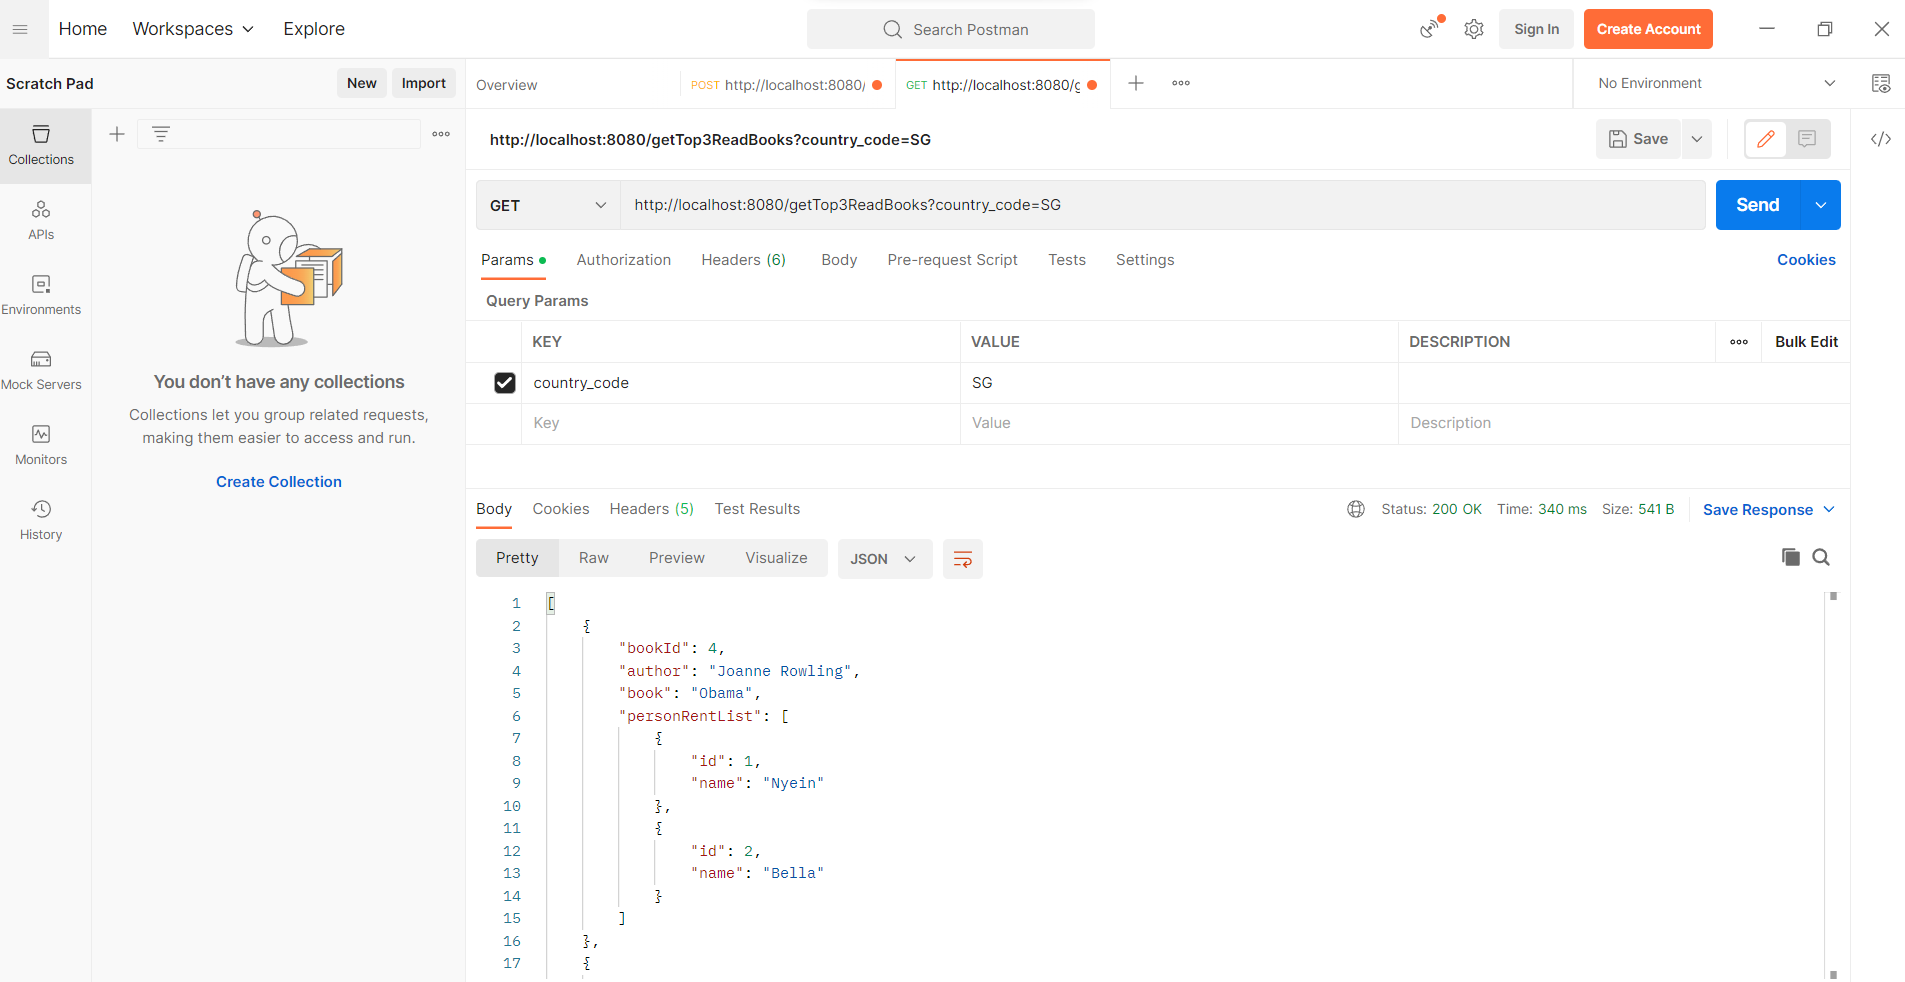 Home Workspaces Explore Search Postman Sign In Create Account
Scratch Pad New Import Overview POST http://localhost:8080/ GET http://localhost:8080/g No Environment
Collections
APIs
Environments
Mock Servers
Monitors
History
You don't have any collections
Collections let you group related requests,
making them easier to access and run.
Create Collection
http://localhost:8080/getTop3ReadBooks?country_code=SG Save
GET http://localhost:8080/getTop3ReadBooks?country_code=SG Send
Params Authorization Headers (6) Body Pre-request Script Tests Settings Cookies
Query Params
KEY VALUE DESCRIPTION Bulk Edit
country_code SG
Key Value Description
Body Cookies Headers (5) Test Results Status: 200 OK Time: 340 ms Size: 541 B Save Response
Pretty Raw Preview Visualize JSON
1 [
2 {
3 "bookId": 4,
4 "author": "Joanne Rowling",
5 "book": "Obama",
6 "personRentList": [
7 {
8 "id": 1,
9 "name": "Nyein"
10 },
11 {
12 "id": 2,
13 "name": "Bella"
14 }
15 ]
16 },
17 {